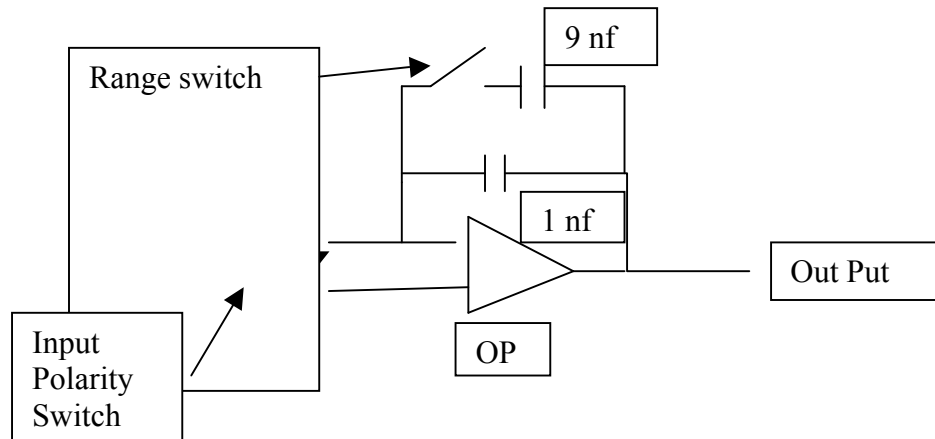 9 nf
Range switch
1 nf
Out Put
Input
Polarity
Switch
OP